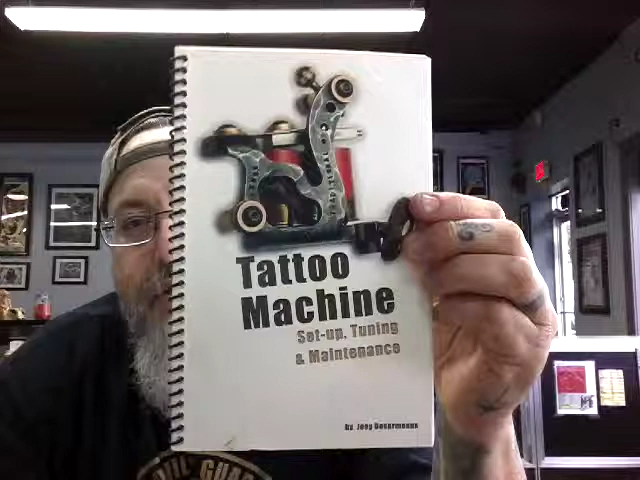 Tattoo
Machine
Set-up, Tuning
& Maintenance
by Joey